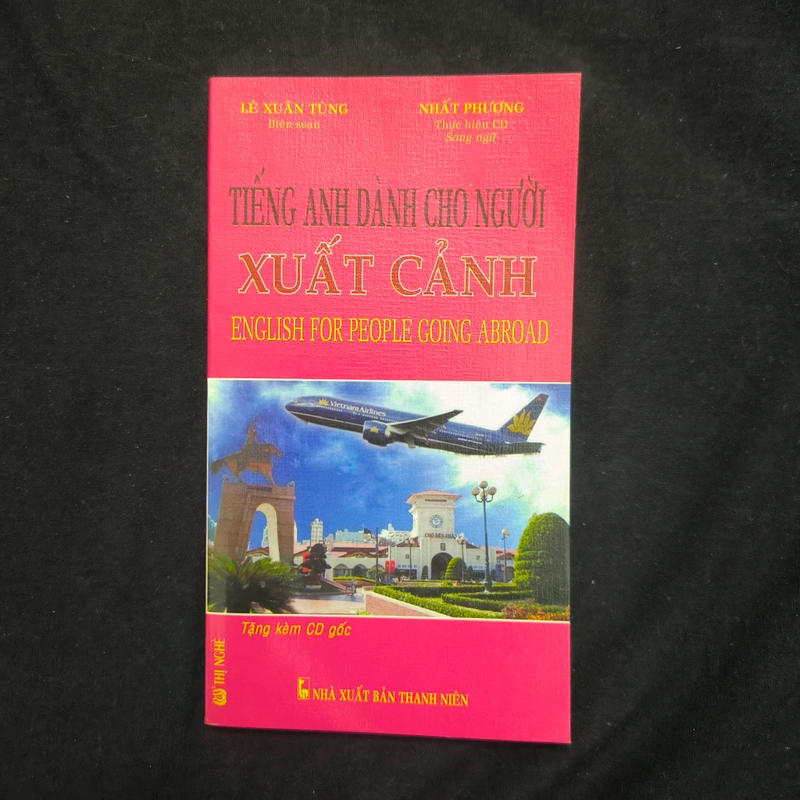 LÊ XUÂN TÙNG
Biên soạn
NHẤT PHƯƠNG
Thực hiện CD
Song ngữ
TIẾNG ANH DÀNH CHO NGƯỜI
XUẤT CẢNH
ENGLISH FOR PEOPLE GOING ABROAD
Vietnam Airlines
CHỢ BẾN THÀNH
Tặng kèm CD gốc
THỊ NGHÈ
NHÀ XUẤT BẢN THANH NIÊN